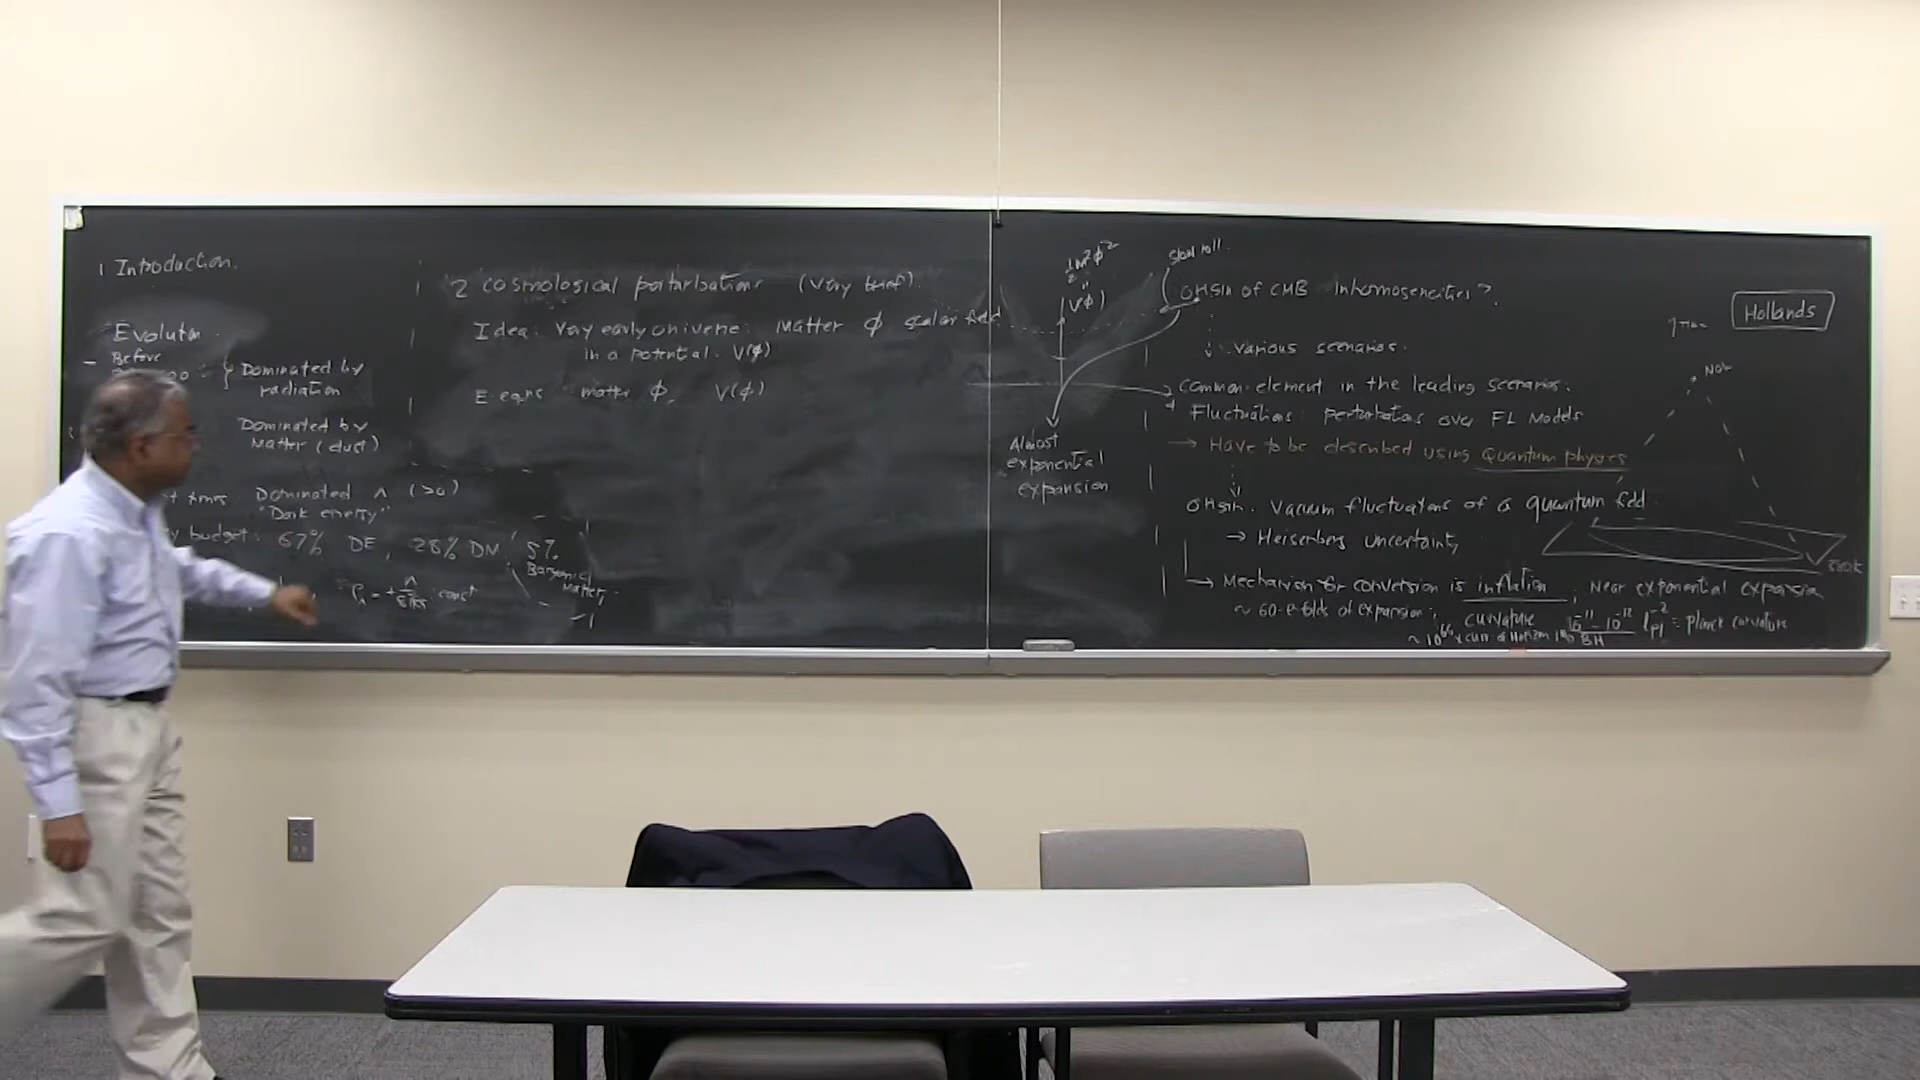 1 Introduction.
Evolution
– Before
Dominated by
radiation
Dominated by
Matter (dust)
Dominated Λ (>0)
"Dark energy"
budget: 67% DE, 28% DM, 5%
Baryonic
matter
const
2 Cosmological perturbations (very brief)
Idea: Very early universe: Matter ϕ scalar field
in a potential. V(ϕ)
E eqns matter ϕ, V(ϕ)
½m²ϕ²
"
V(ϕ)
Slow roll.
Almost
exponential
expansion
Origin of CMB Inhomogeneities?
↓ various scenarios.
Common element in the leading scenarios.
Fluctuations: perturbations over FL Models
→ Have to be described using Quantum physics
Origin. Vacuum fluctuations of a quantum field
→ Heisenberg uncertainty
→ Mechanism for conversion is inflation; Near exponential expansion
~ 60-e folds of expansion;
curvature 10⁻¹¹ – 10⁻¹² ℓPl⁻² = Planck curvature
BH
Hollands
Now
380k